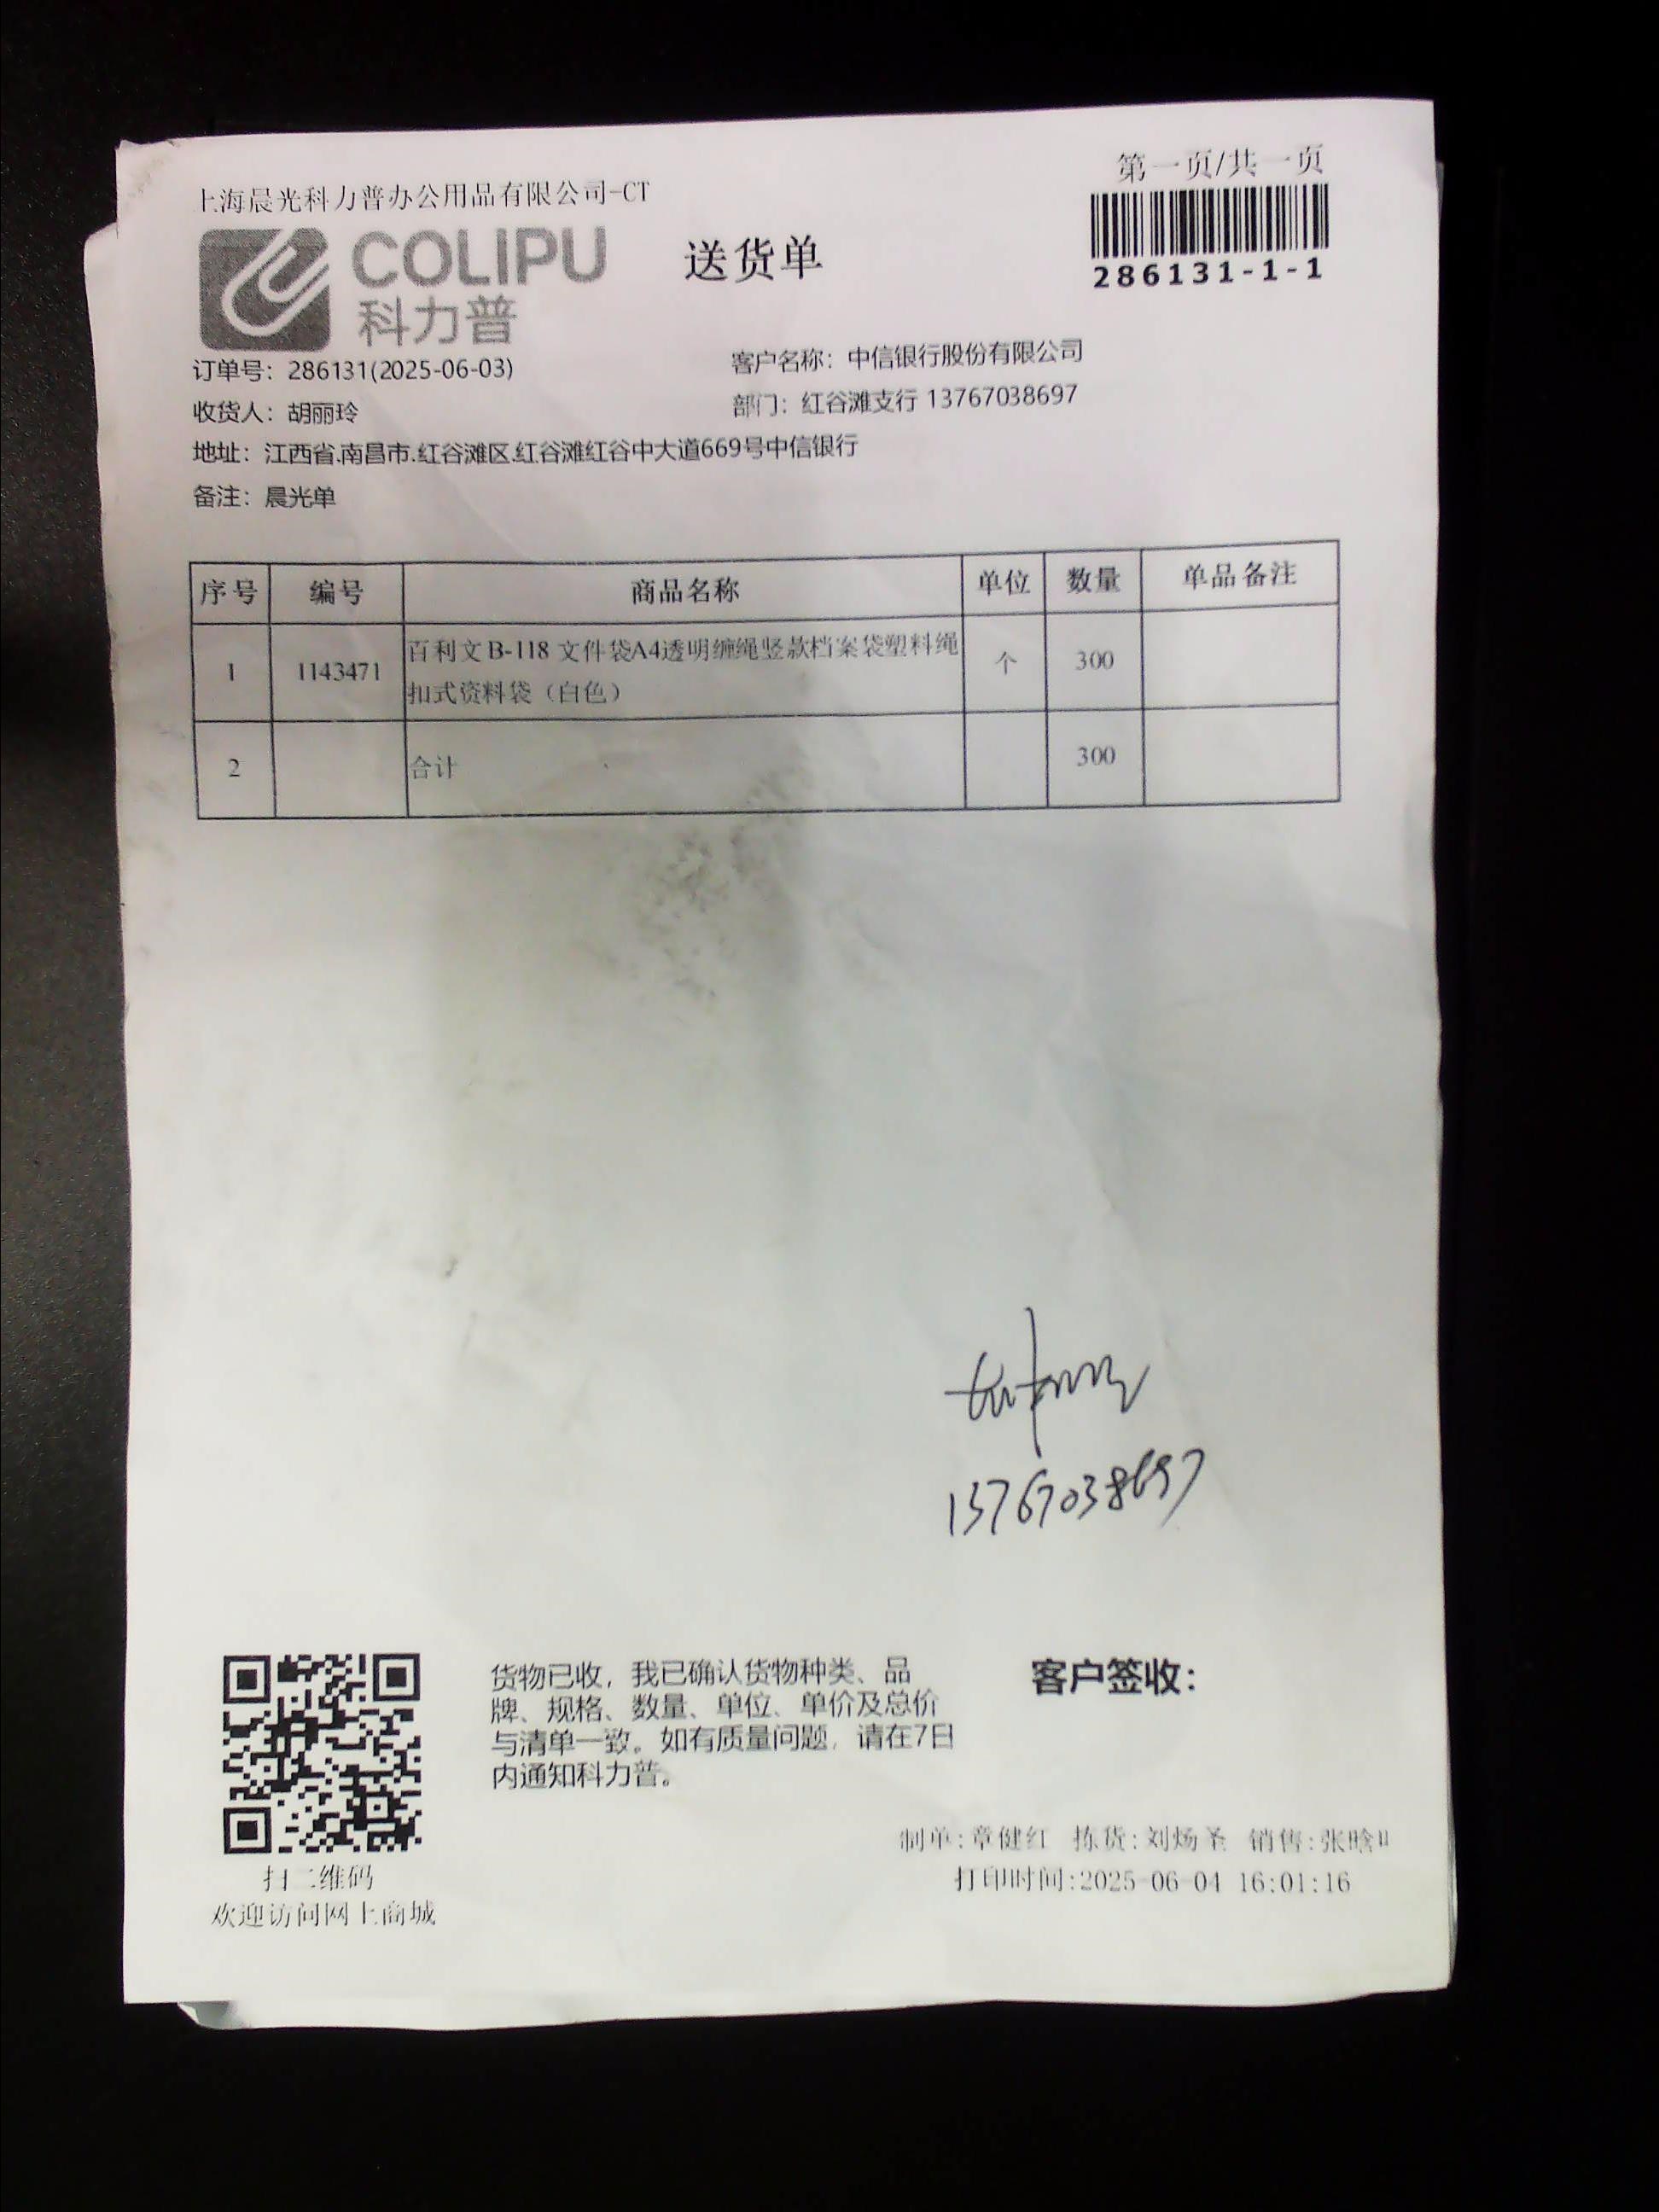 第一页/共一页
上海晨光科力普办公用品有限公司-CT
COLIPU
科力普
送货单
286131-1-1
订单号：286131(2025-06-03)
客户名称：中信银行股份有限公司
收货人：胡丽玲
部门：红谷滩支行 13767038697
地址：江西省.南昌市.红谷滩区.红谷滩红谷中大道669号中信银行
备注：晨光单
序号 编号 商品名称 单位 数量 单品备注
1 1143471 百利文B-118 文件袋A4透明缠绳竖款档案袋塑料绳 个 300
扣式资料袋（白色）
2 合计 300
13767038697
货物已收，我已确认货物种类、品
牌、规格、数量、单位、单价及总价
与清单一致。如有质量问题，请在7日
内通知科力普。
客户签收：
扫二维码
欢迎访问网上商城
制单:章健红 拣货:刘炀圣 销售:张晗
打印时间:2025-06-04 16:01:16